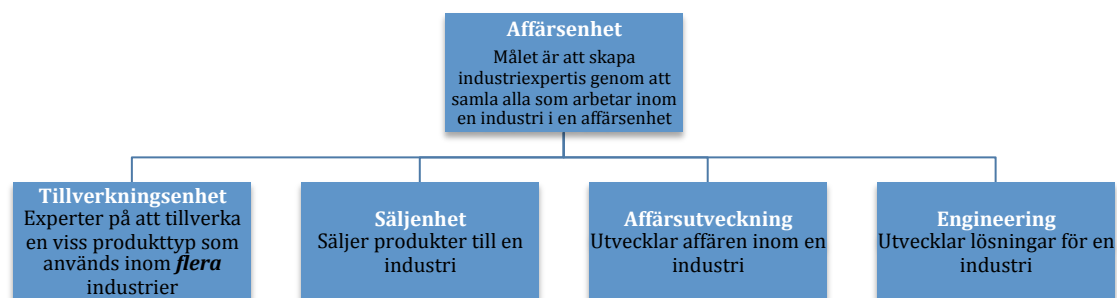 Affärsenhet
Målet är att skapa
industriexpertis genom att
samla alla som arbetar inom
en industri i en affärsenhet
Tillverkningsenhet
Experter på att tillverka
en viss produkttyp som
används inom flera
industrier
Säljenhet
Säljer produkter till en
industri
Affärsutveckning
Utvecklar affären inom en
industri
Engineering
Utvecklar lösningar för en
industri